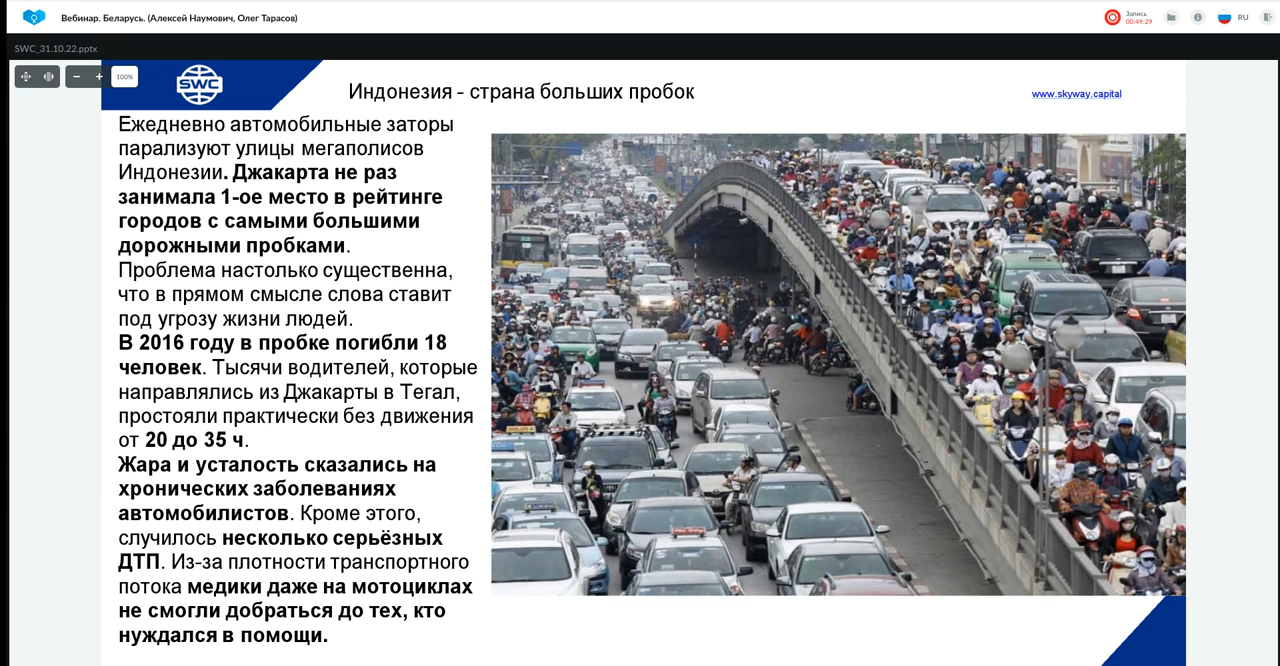 Вебинар. Беларусь. (Алексей Наумович, Олег Тарасов)
Запись
00:49:29
RU
SWC_31.10.22.pptx
100%
SWC
Индонезия - страна больших пробок
www.skyway.capital
Ежедневно автомобильные заторы
парализуют улицы мегаполисов
Индонезии. Джакарта не раз
занимала 1-ое место в рейтинге
городов с самыми большими
дорожными пробками.
Проблема настолько существенна,
что в прямом смысле слова ставит
под угрозу жизни людей.
В 2016 году в пробке погибли 18
человек. Тысячи водителей, которые
направлялись из Джакарты в Тегал,
простояли практически без движения
от 20 до 35 ч.
Жара и усталость сказались на
хронических заболеваниях
автомобилистов. Кроме этого,
случилось несколько серьёзных
ДТП. Из-за плотности транспортного
потока медики даже на мотоциклах
не смогли добраться до тех, кто
нуждался в помощи.